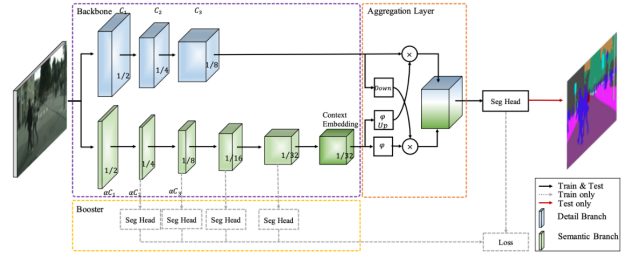 Backbone
C₁
C₂
C₃
Aggregation Layer
1/2
1/4
1/8
×
Down
φ
Up
Seg Head
Context
Embedding
φ
×
1/2
1/4
1/8
1/16
1/32
1/32
αC₁
αC
αC
Booster
Seg Head
Seg Head
Seg Head
Seg Head
Loss
Train & Test
Train only
Test only
Detail Branch
Semantic Branch